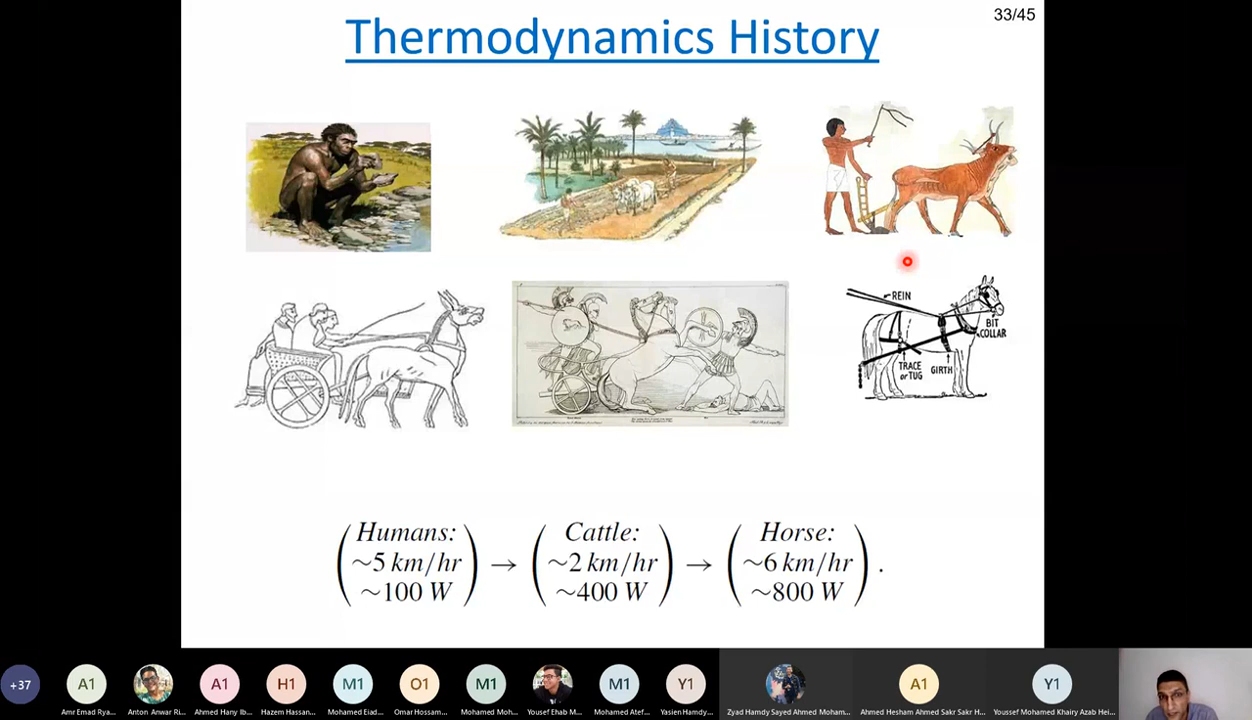 33/45
Thermodynamics History
REIN
BIT
COLLAR
TRACE
or TUG
GIRTH
Humans: Cattle: Horse:
~5 km/hr → ~2 km/hr → ~6 km/hr .
~100 W ~400 W ~800 W
+37
A1 A1 H1 M1 O1 M1 M1 Y1 A1 Y1
Amr Emad Rya... Anton Anwar Ri... Ahmed Hany Ib... Hazem Hassan... Mohamed Eiad... Omar Hossam... Mohamed Moh... Yousef Ehab M... Mohamed Atef... Yasien Hamdy... Zyad Hamdy Sayed Ahmed Moham... Ahmed Hesham Ahmed Sakr Sakr H... Youssef Mohamed Khairy Azab Hei...